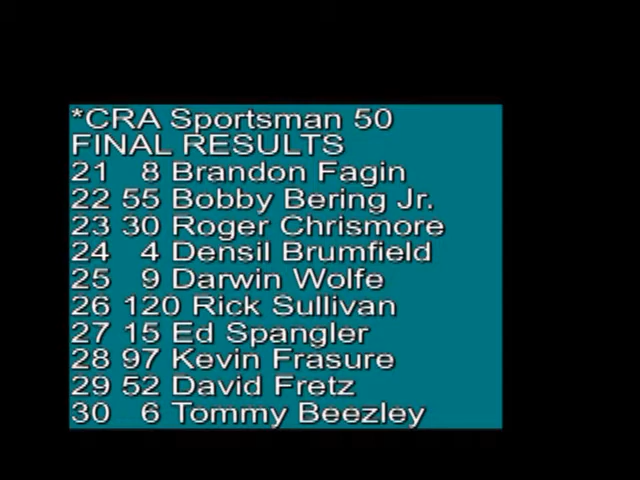 *CRA Sportsman 50
FINAL RESULTS
21 8 Brandon Fagin
22 55 Bobby Bering Jr.
23 30 Roger Chrismore
24 4 Densil Brumfield
25 9 Darwin Wolfe
26 120 Rick Sullivan
27 15 Ed Spangler
28 97 Kevin Frasure
29 52 David Fretz
30 6 Tommy Beezley